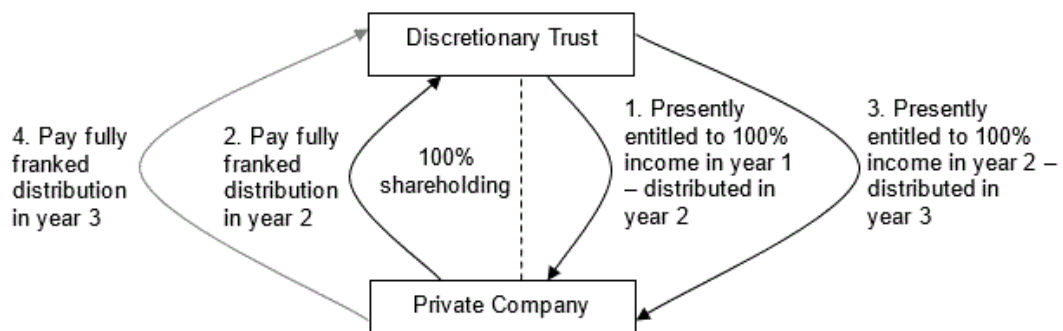 Discretionary Trust
4. Pay fully
franked
distribution
in year 3
2. Pay fully
franked
distribution
in year 2
100%
shareholding
1. Presently
entitled to 100%
income in year 1
– distributed in
year 2
3. Presently
entitled to 100%
income in year 2 –
distributed in
year 3
Private Company